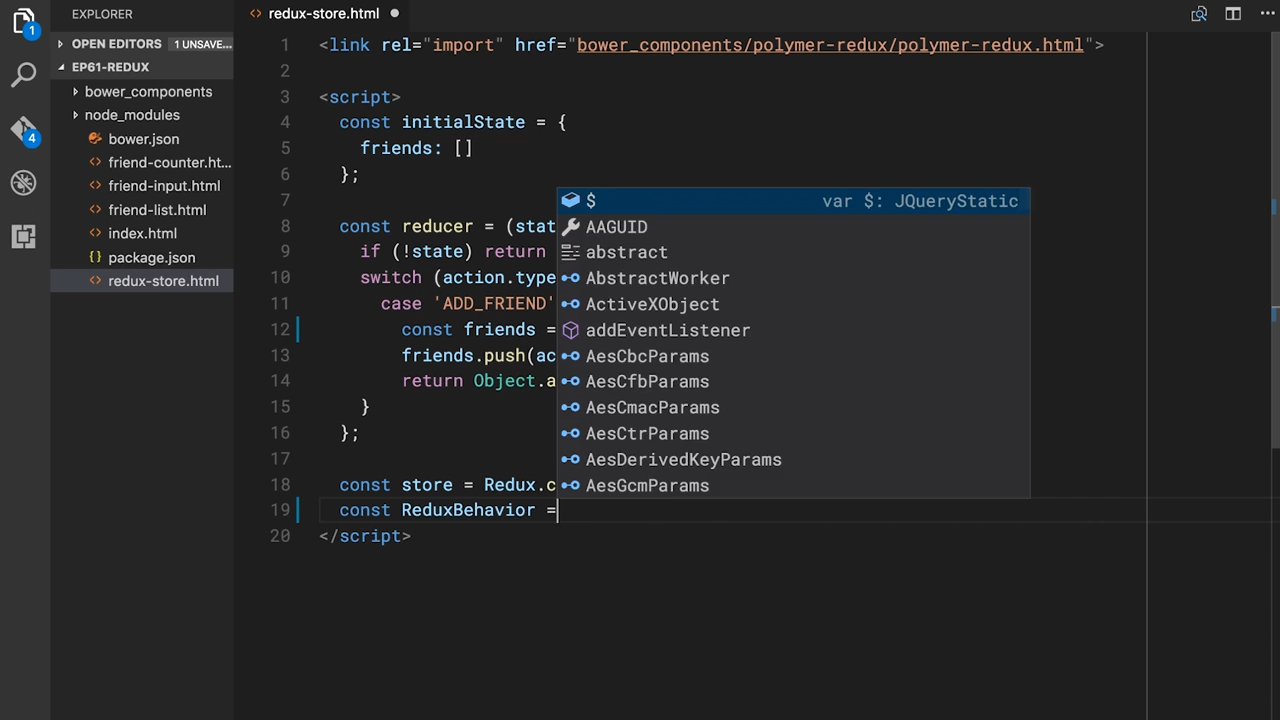 EXPLORER
redux-store.html
1
OPEN EDITORS 1 UNSAVE...
EP61-REDUX
bower_components
node_modules
4
bower.json
friend-counter.ht...
friend-input.html
friend-list.html
index.html
{} package.json
redux-store.html
1 <link rel="import" href="bower_components/polymer-redux/polymer-redux.html">
2
3 <script>
4 const initialState = {
5 friends: []
6 };
7
8 const reducer = (stat
9 if (!state) return
10 switch (action.type
11 case 'ADD_FRIEND'
12 const friends =
13 friends.push(ac
14 return Object.a
15 }
16 };
17
18 const store = Redux.c
19 const ReduxBehavior =
20 </script>
$ var $: JQueryStatic
AAGUID
abstract
AbstractWorker
ActiveXObject
addEventListener
AesCbcParams
AesCfbParams
AesCmacParams
AesCtrParams
AesDerivedKeyParams
AesGcmParams